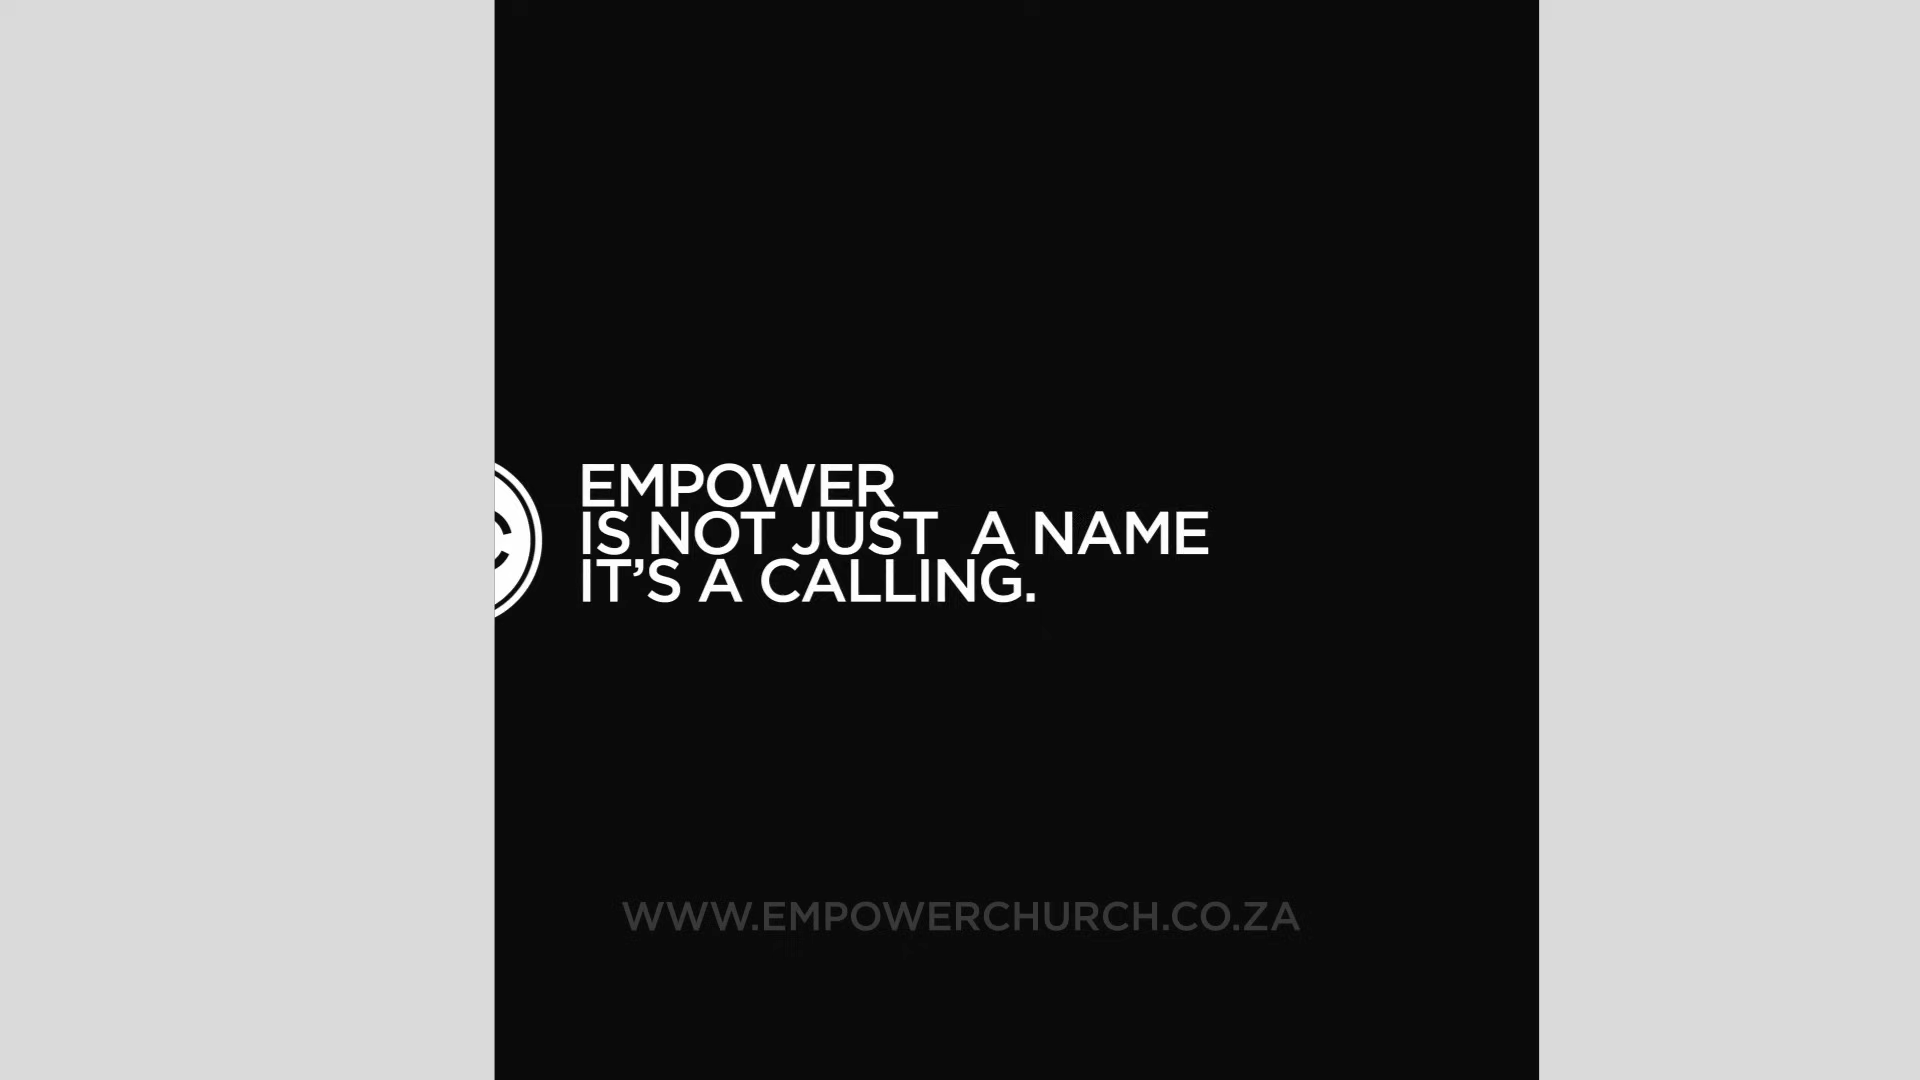 C
EMPOWER
IS NOT JUST  A NAME
IT’S A CALLING.
WWW.EMPOWERCHURCH.CO.ZA